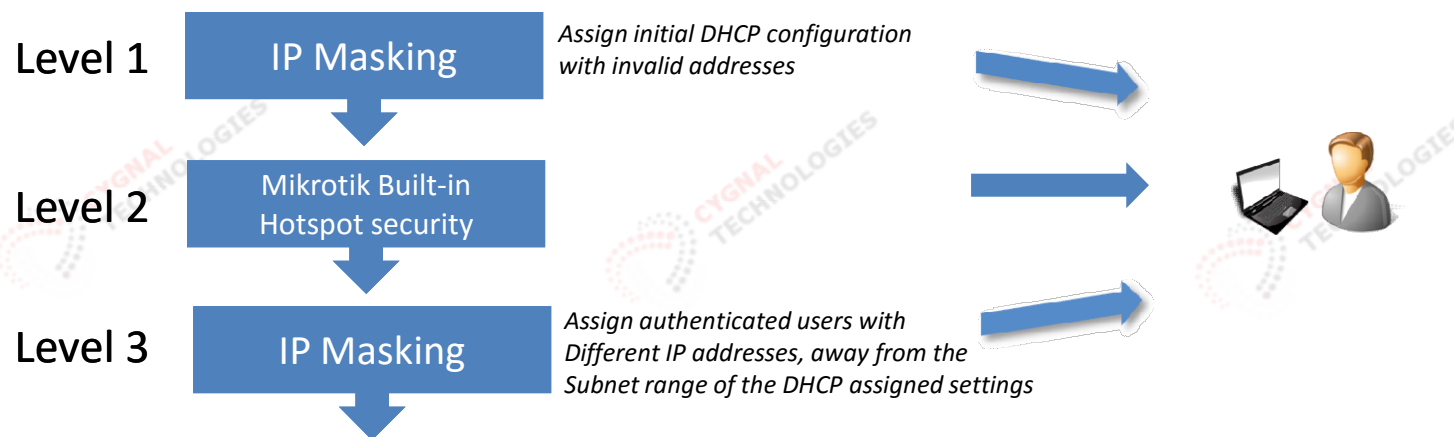 Level 1
IP Masking
Assign initial DHCP configuration
with invalid addresses
CYGNAL
TECHNOLOGIES
CYGNAL
TECHNOLOGIES
Level 2
Mikrotik Built-in
Hotspot security
Level 3
IP Masking
Assign authenticated users with
Different IP addresses, away from the
Subnet range of the DHCP assigned settings